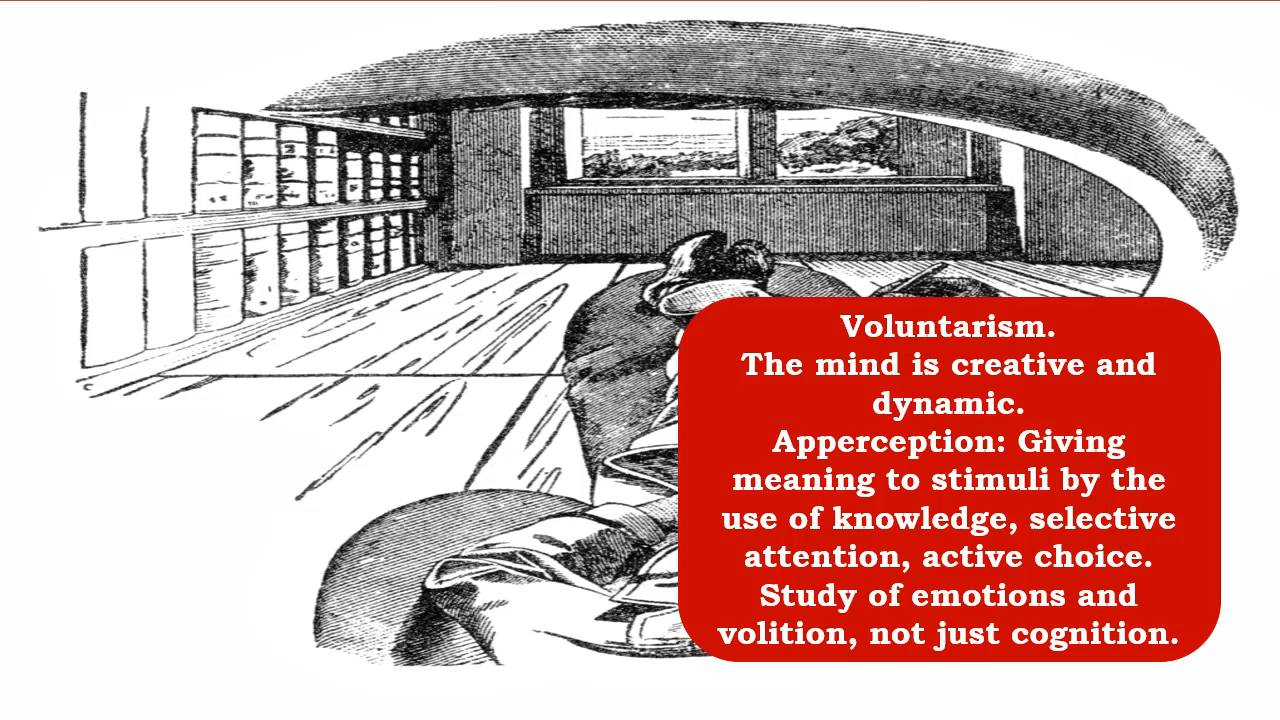 Voluntarism.
The mind is creative and
dynamic.
Apperception: Giving
meaning to stimuli by the
use of knowledge, selective
attention, active choice.
Study of emotions and
volition, not just cognition.